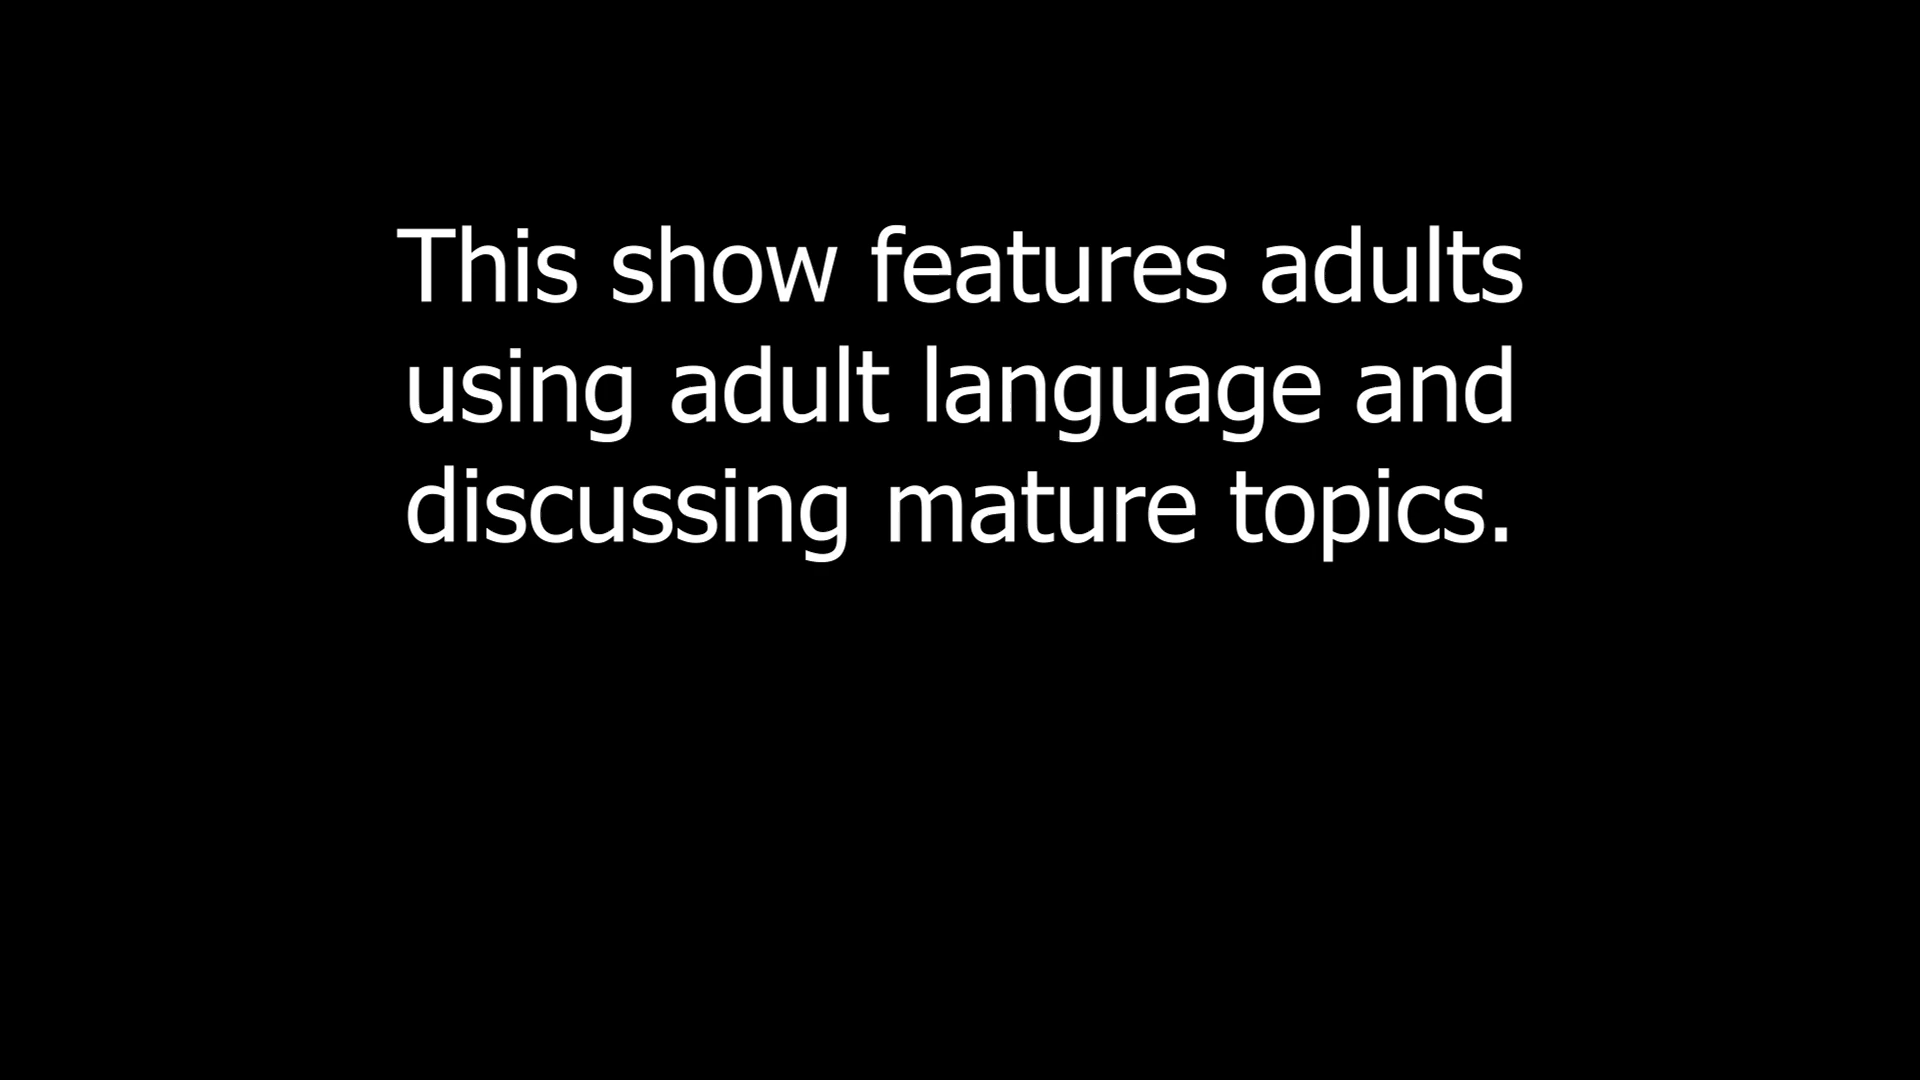 This show features adults
using adult language and
discussing mature topics.